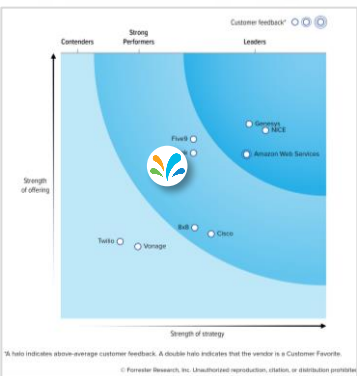 Customer feedback*
Strong
Contenders Performers Leaders
Genesys
NICE
Five9
Amazon Web Services
Strength
of offering
8x8
Cisco
Twilio
Vonage
Strength of strategy
*A halo indicates above-average customer feedback. A double halo indicates that the vendor is a Customer Favorite.
© Forrester Research, Inc. Unauthorized reproduction, citation, or distribution prohibited